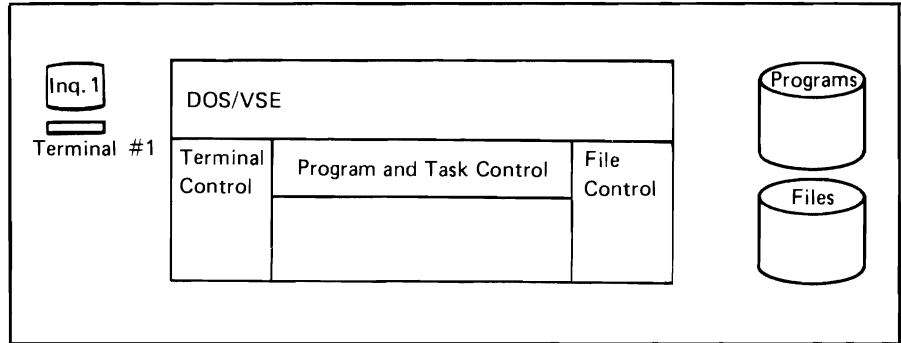 Inq. 1
Terminal #1
DOS/VSE
Terminal
Control
Program and Task Control
File
Control
Programs
Files